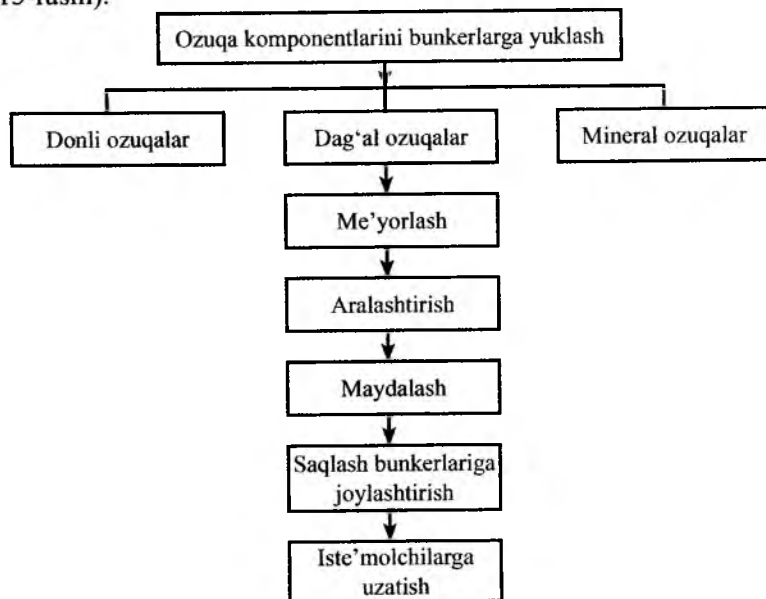 15-rasm).
Ozuqa komponentlarini bunkerlarga yuklash
Donli ozuqalar
Dag‘al ozuqalar
Mineral ozuqalar
Me’yorlash
Aralashtirish
Maydalash
Saqlash bunkerlariga
joylashtirish
Iste’molchilarga
uzatish